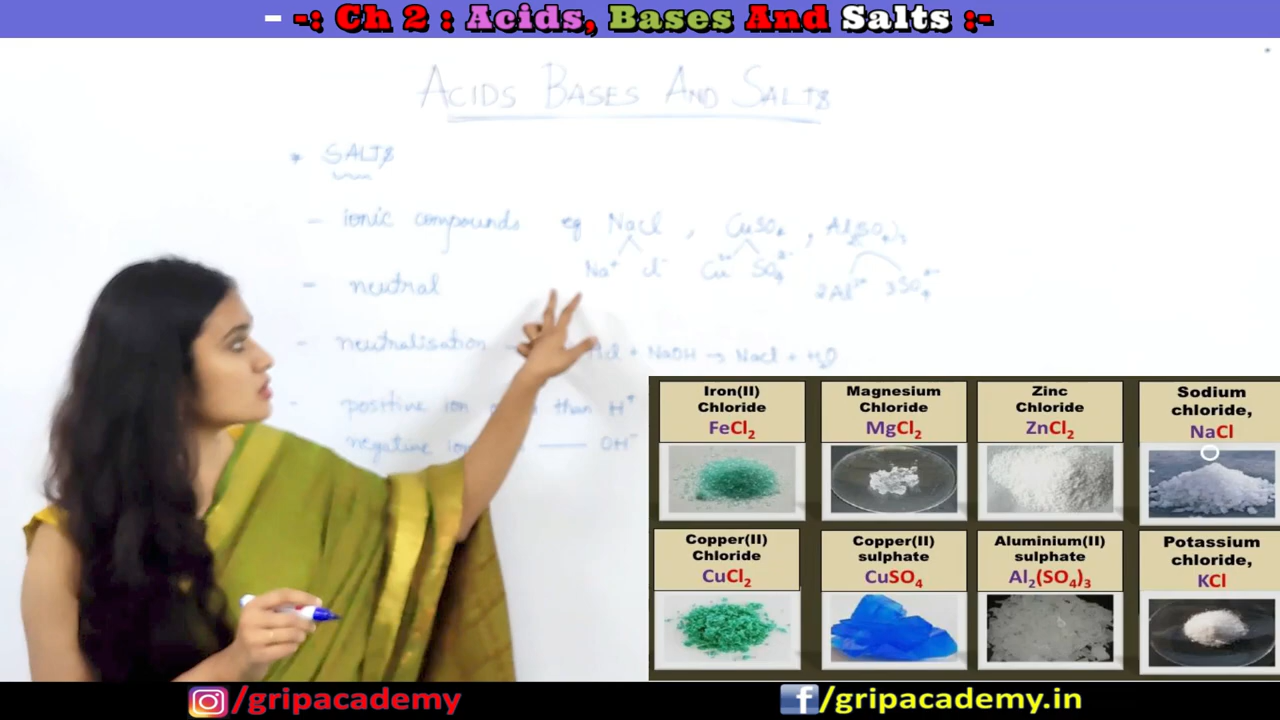 - -: Ch 2 : Acids, Bases And Salts :-
ACIDS BASES AND SALTS
* SALTS
- ionic compounds eg NaCl , CuSO₄ , Al₂(SO₄)₃
Na⁺ Cl⁻ Cu²⁺ SO₄²⁻ 2Al³⁺ 3SO₄²⁻
- neutral
- neutralisation HCl + NaOH → NaCl + H₂O
- positive ion than H⁺
negative ion —— OH⁻
Iron(II) Chloride FeCl₂
Magnesium Chloride MgCl₂
Zinc Chloride ZnCl₂
Sodium chloride, NaCl
Copper(II) Chloride CuCl₂
Copper(II) sulphate CuSO₄
Aluminium(II) sulphate Al₂(SO₄)₃
Potassium chloride, KCl
/gripacademy
/gripacademy.in